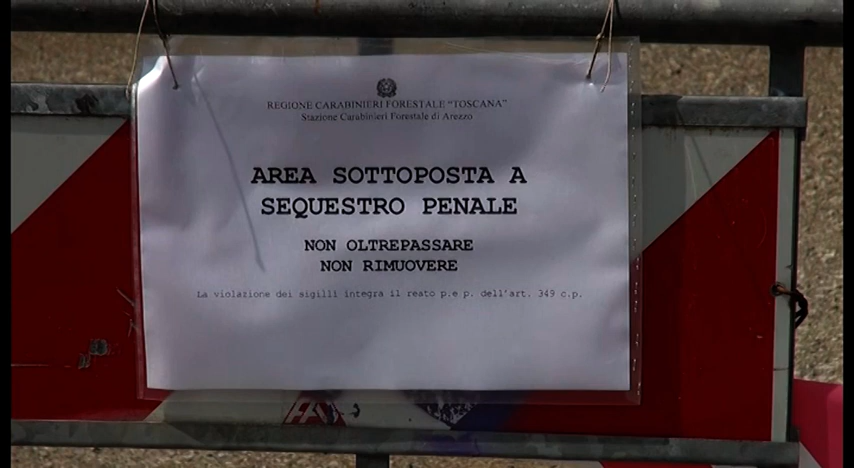 REGIONE CARABINIERI FORESTALE "TOSCANA"
Stazione Carabinieri Forestale di Arezzo
AREA SOTTOPOSTA A
SEQUESTRO PENALE
NON OLTREPASSARE
NON RIMUOVERE
La violazione dei sigilli integra il reato p.e p. dell'art. 349 c.p.